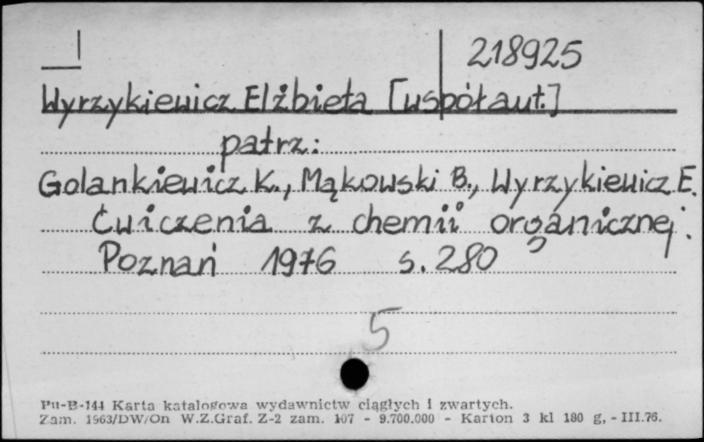 218925
Wyrzykiewicz Elżbieta [współaut.]
patrz:
Golankiewicz K., Mąkowski B., Wyrzykiewicz E.
Ćwiczenia z chemii organicznej.
Poznań 1976 s. 280
5
Pu-B-144 Karta katalogowa wydawnictw ciągłych i zwartych.
Zam. 1963/DW/On W.Z.Graf. Z-2 zam. 107 - 9.700.000 - Karton 3 kl 180 g, - III.76.